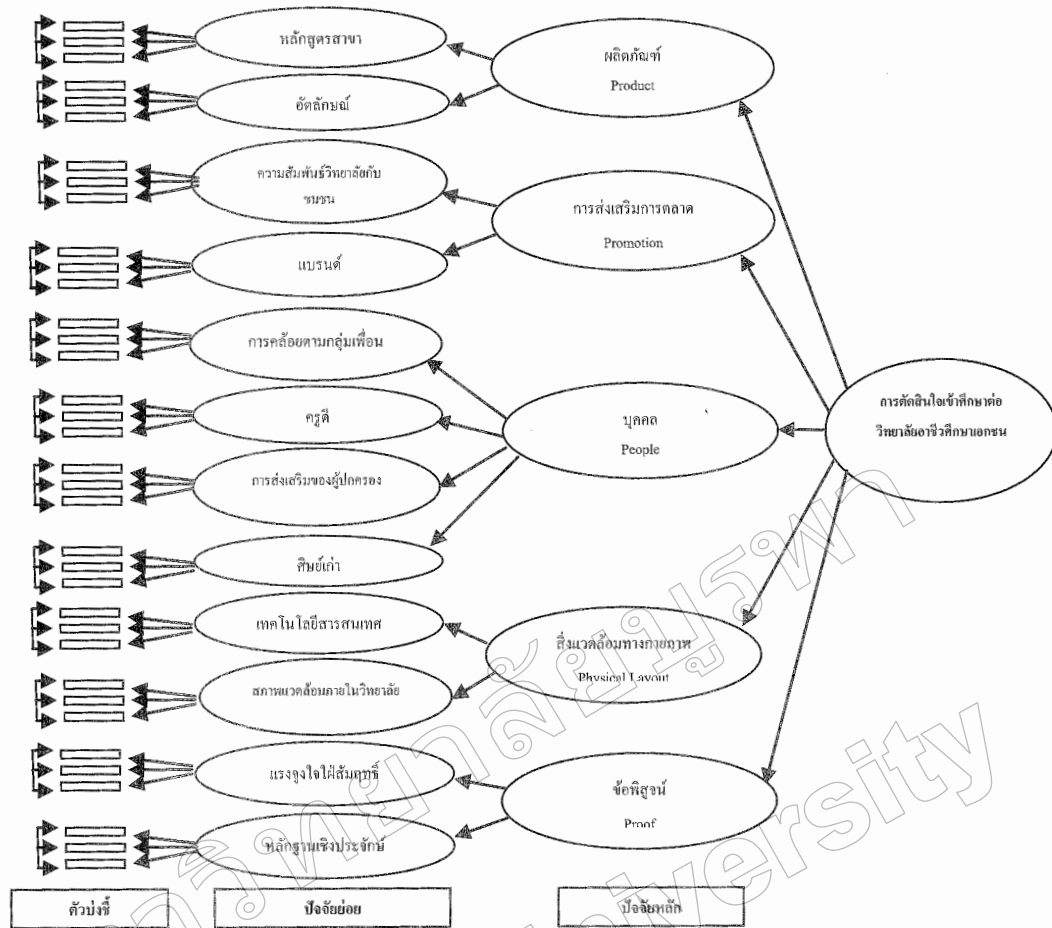 หลักสูตรสาขา
ผลิตภัณฑ์
Product
อัตลักษณ์
ความสัมพันธ์วิทยาลัยกับ
ชุมชน
การส่งเสริมการตลาด
Promotion
แบรนด์
การคล้อยตามกลุ่มเพื่อน
ครูดี
บุคคล
People
การส่งเสริมของผู้ปกครอง
ศิษย์เก่า
การตัดสินใจเข้าศึกษาต่อ
วิทยาลัยอาชีวศึกษาเอกชน
เทคโนโลยีสารสนเทศ
สิ่งแวดล้อมทางกายภาพ
Physical Layout
สภาพแวดล้อมภายในวิทยาลัย
แรงจูงใจใฝ่สัมฤทธิ์
ข้อพิสูจน์
Proof
หลักฐานเชิงประจักษ์
ตัวบ่งชี้
ปัจจัยย่อย
ปัจจัยหลัก
วิทยาลัยบูรพา
University